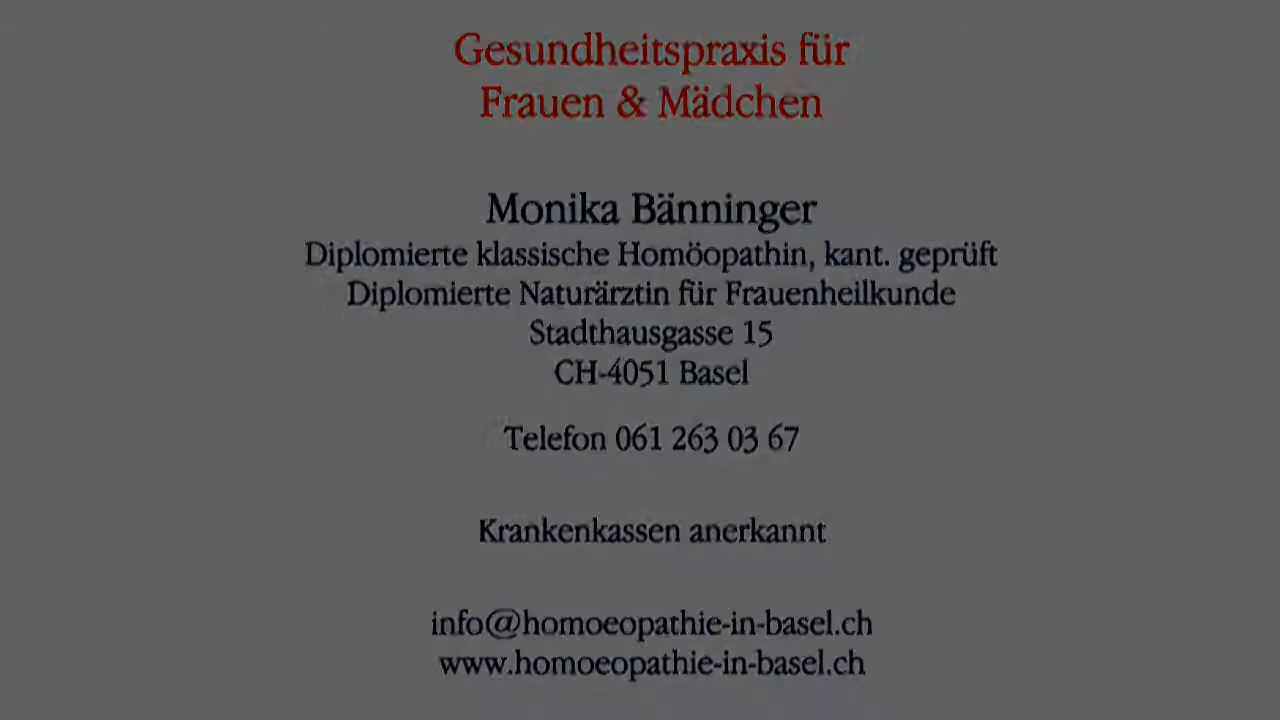 Gesundheitspraxis für
Frauen & Mädchen
Monika Bänninger
Diplomierte klassische Homöopathin, kant. geprüft
Diplomierte Naturärztin für Frauenheilkunde
Stadthausgasse 15
CH-4051 Basel
Telefon 061 263 03 67
Krankenkassen anerkannt
info@homoeopathie-in-basel.ch
www.homoeopathie-in-basel.ch